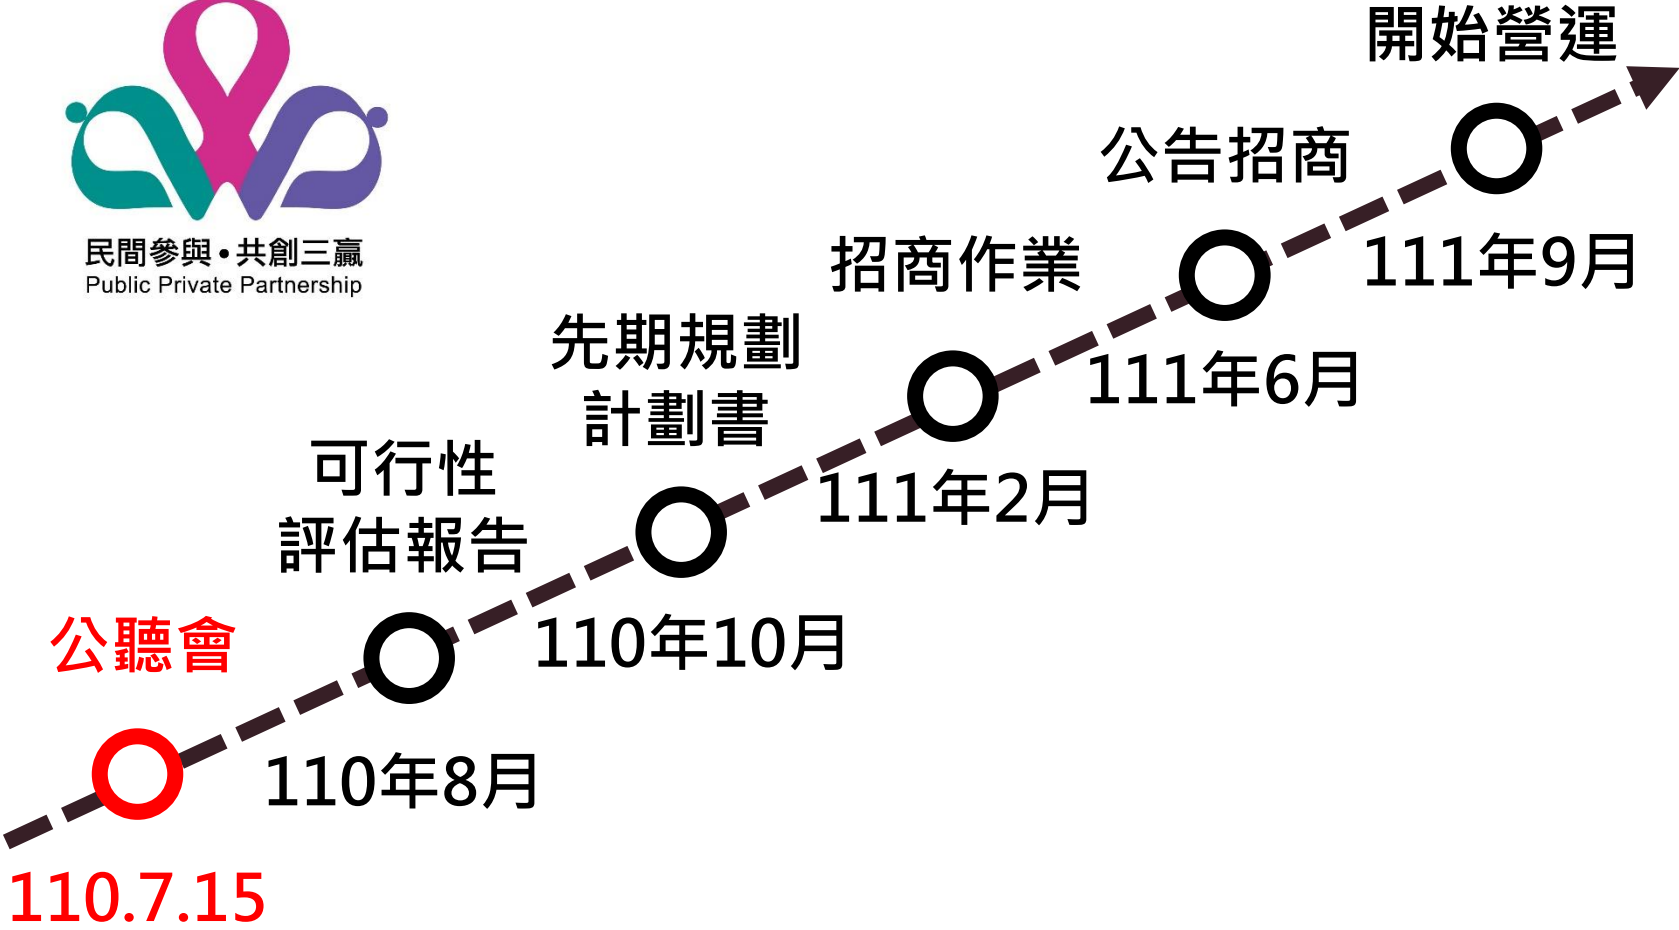 民間參與•共創三贏
Public Private Partnership
公聽會
110.7.15
可行性
評估報告
110年8月
先期規劃
計劃書
110年10月
招商作業
111年2月
公告招商
111年6月
開始營運
111年9月